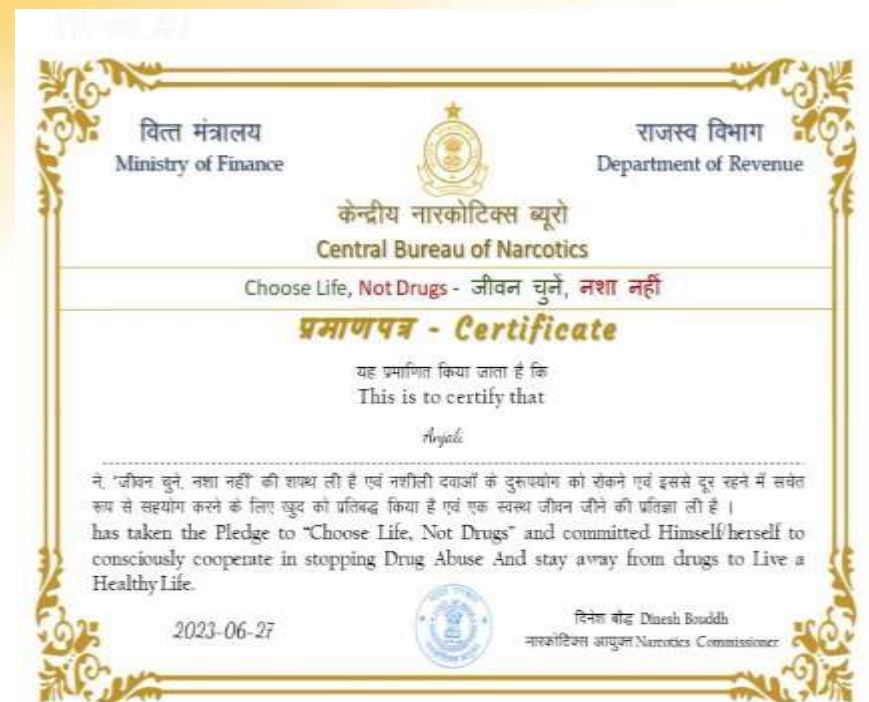 वित्त मंत्रालय
Ministry of Finance
राजस्व विभाग
Department of Revenue
केन्द्रीय नारकोटिक्स ब्यूरो
Central Bureau of Narcotics
Choose Life, Not Drugs - जीवन चुनें, नशा नहीं
प्रमाणपत्र - Certificate
यह प्रमाणित किया जाता है कि
This is to certify that
Anjali
ने, "जीवन चुने, नशा नहीं" की शपथ ली है एवं नशीली दवाओं के दुरूपयोग को रोकने एवं इससे दूर रहने में सचेत
रूप से सहयोग करने के लिए खुद को प्रतिबद्ध किया है एवं एक स्वस्थ जीवन जीने की प्रतिज्ञा ली है ।
has taken the Pledge to "Choose Life, Not Drugs" and committed Himself/herself to
consciously cooperate in stopping Drug Abuse And stay away from drugs to Live a
Healthy Life.
2023-06-27
दिनेश बौद्ध Dinesh Bouddh
नारकोटिक्स आयुक्त Narcotics Commissioner